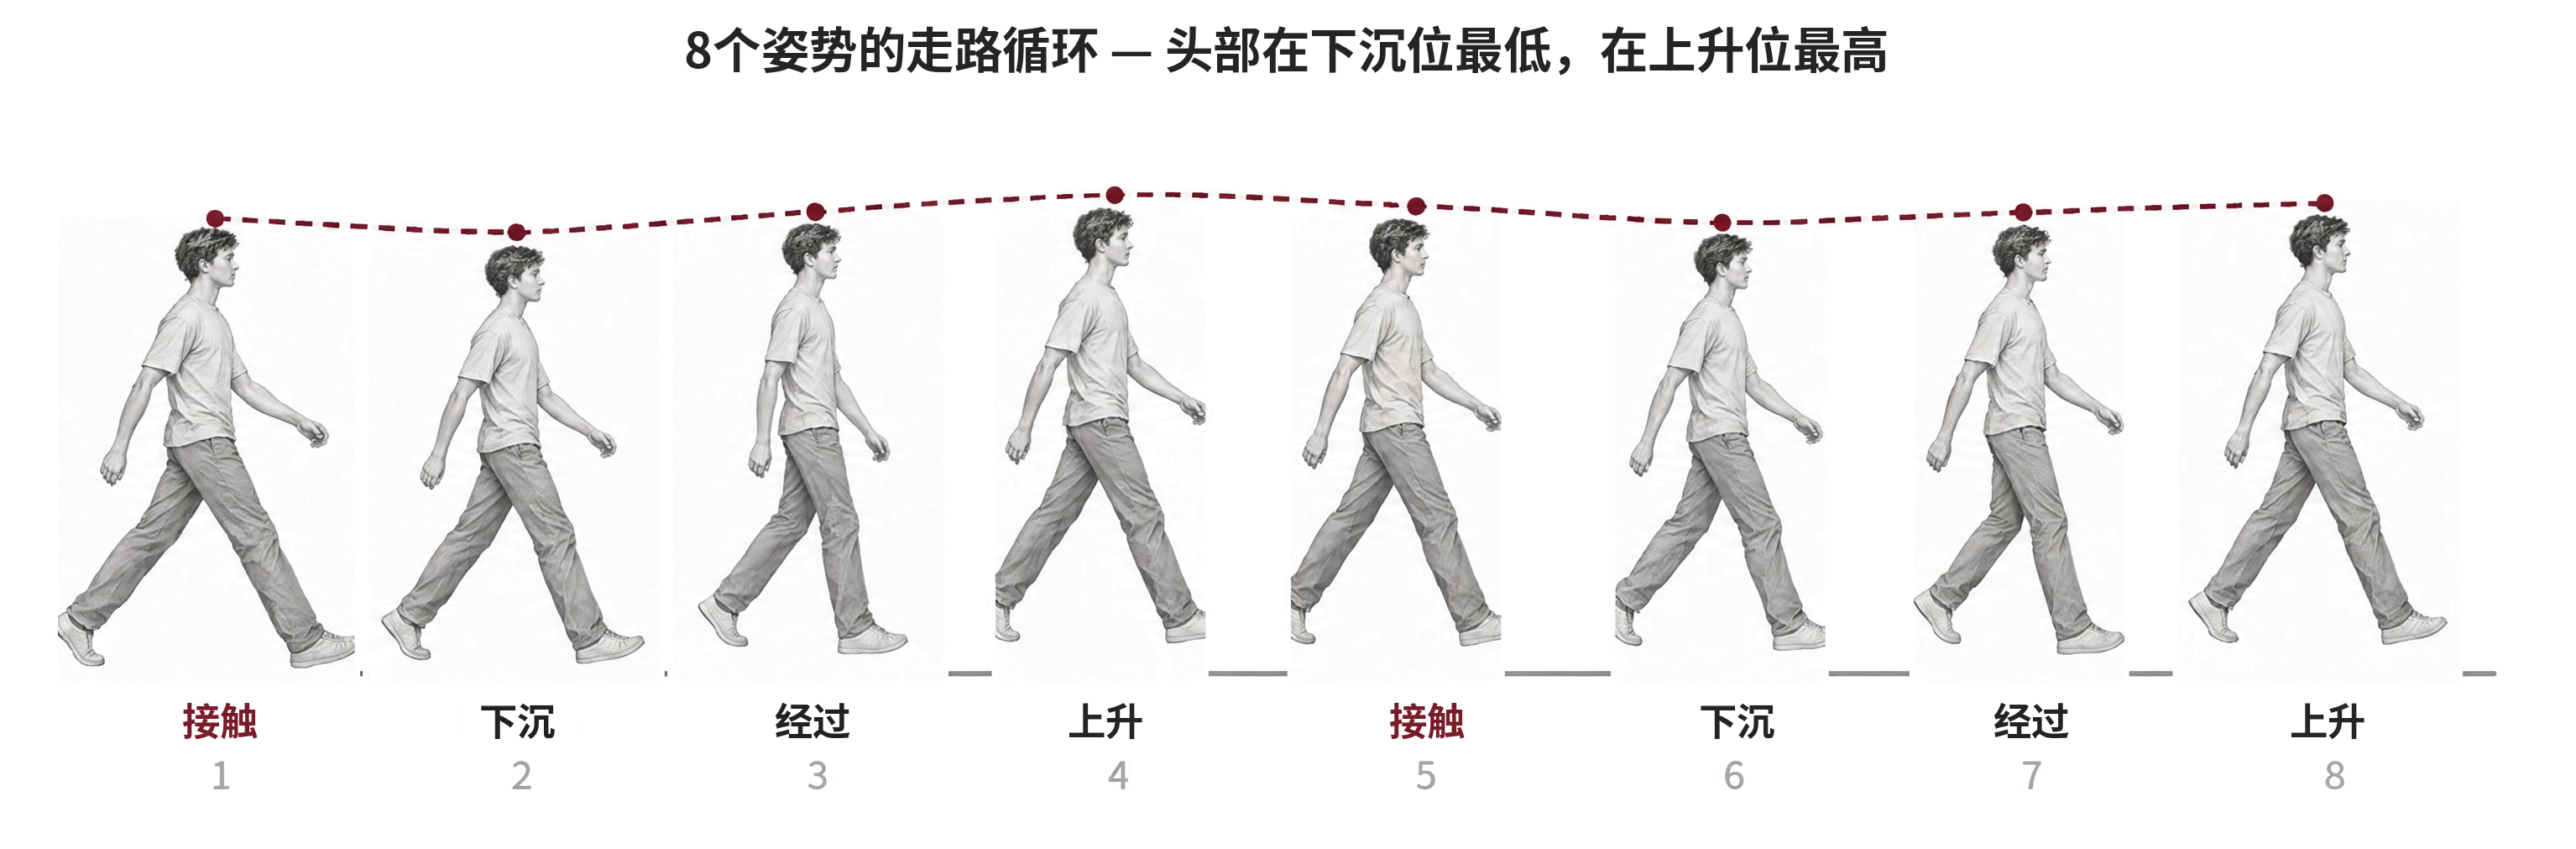 8个姿势的走路循环 — 头部在下沉位最低，在上升位最高
接触 下沉 经过 上升 接触 下沉 经过 上升
1 2 3 4 5 6 7 8